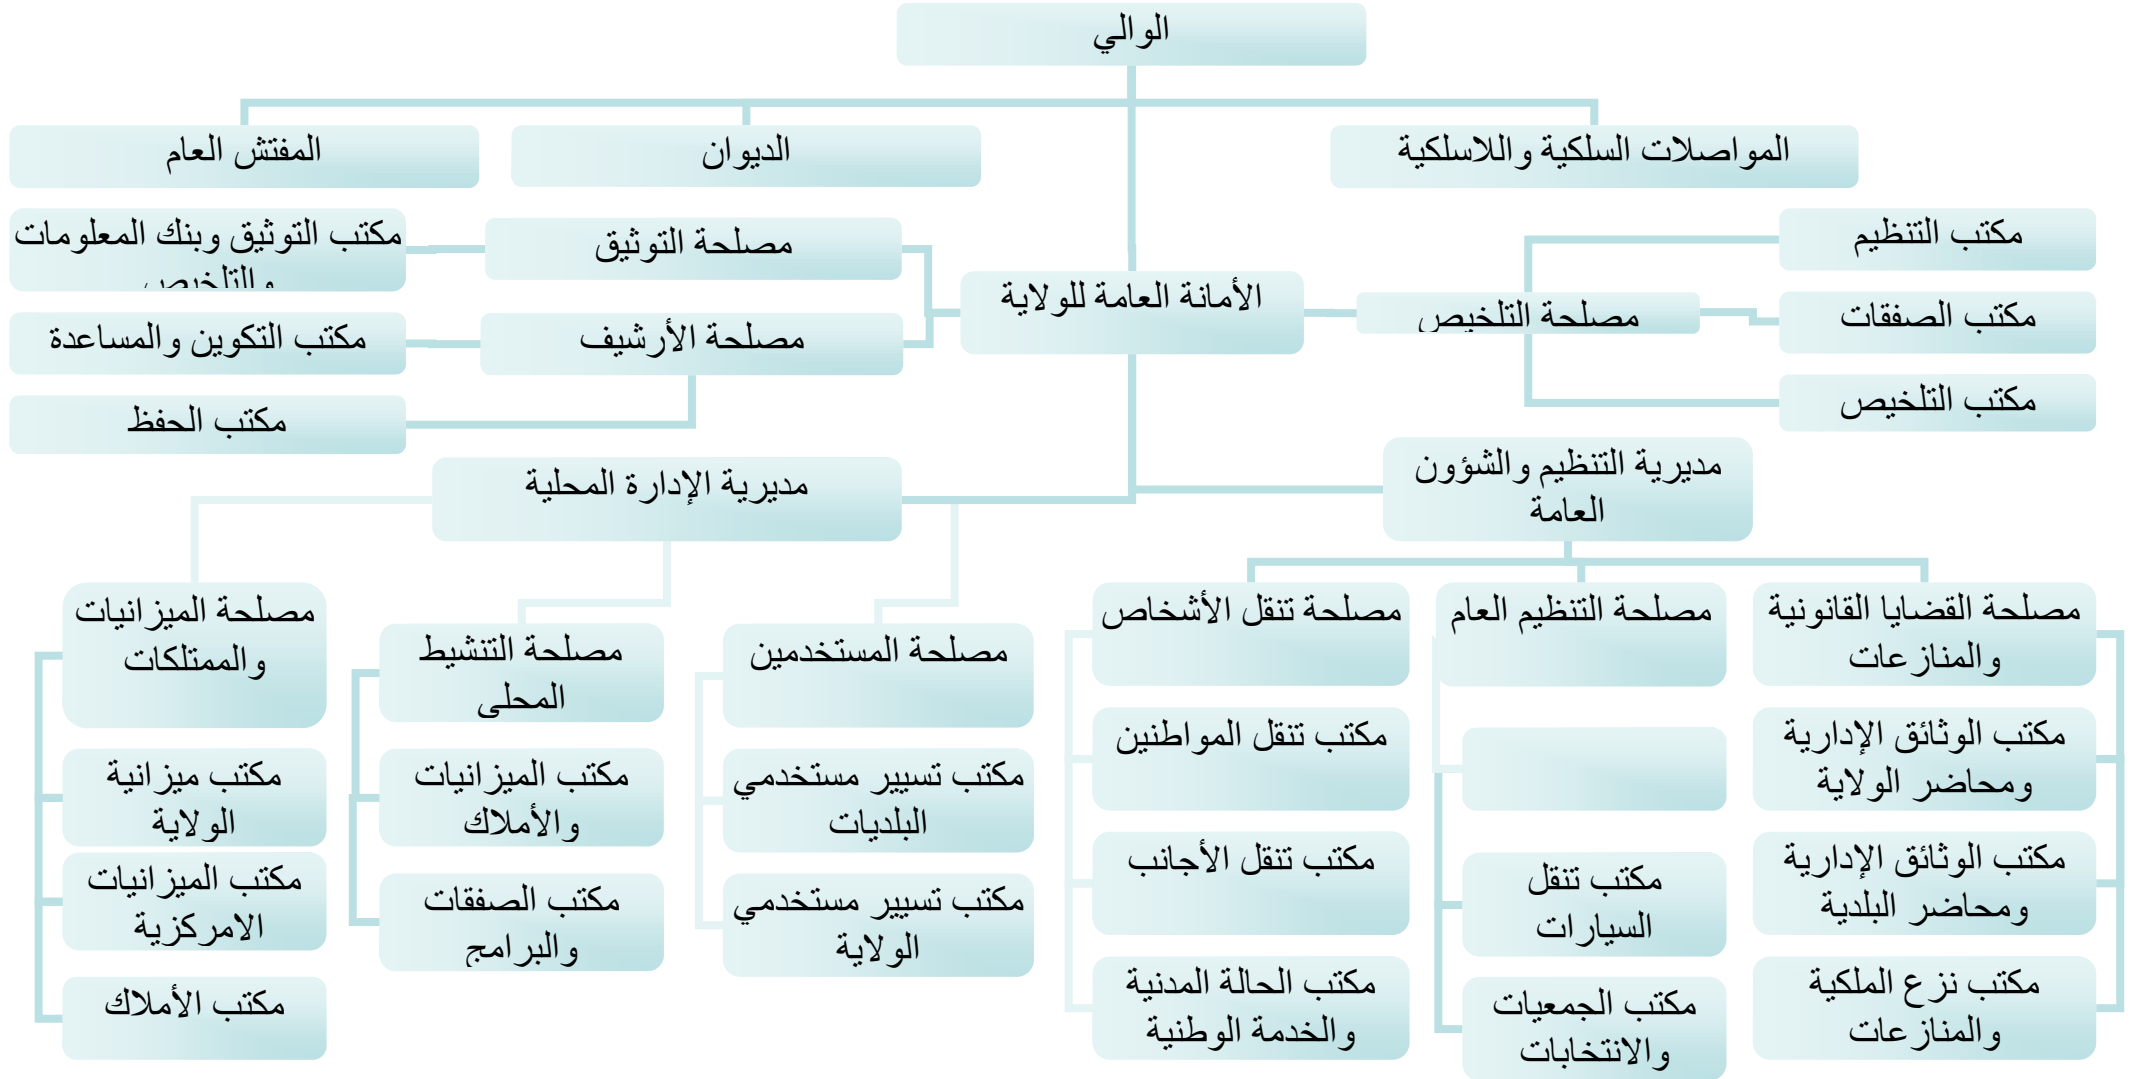 الوالي
المواصلات السلكية واللاسلكية
الديوان
المفتش العام
مكتب التنظيم
مصلحة التوثيق
مكتب التوثيق وبنك المعلومات
والتلخيص
الأمانة العامة للولاية
مصلحة التلخيص
مكتب الصفقات
مصلحة الأرشيف
مكتب التكوين والمساعدة
مكتب التلخيص
مكتب الحفظ
مديرية التنظيم والشؤون
العامة
مديرية الإدارة المحلية
مصلحة القضايا القانونية
والمنازعات
مصلحة التنظيم العام
مصلحة تنقل الأشخاص
مصلحة المستخدمين
مصلحة التنشيط
المحلي
مصلحة الميزانيات
والممتلكات
مكتب الوثائق الإدارية
ومحاضر الولاية
مكتب تنقل المواطنين
مكتب تسيير مستخدمي
البلديات
مكتب الميزانيات
والأملاك
مكتب ميزانية
الولاية
مكتب الوثائق الإدارية
ومحاضر البلدية
مكتب تنقل
السيارات
مكتب تنقل الأجانب
مكتب تسيير مستخدمي
الولاية
مكتب الصفقات
والبرامج
مكتب الميزانيات
الامركزية
مكتب نزع الملكية
والمنازعات
مكتب الجمعيات
والانتخابات
مكتب الحالة المدنية
والخدمة الوطنية
مكتب الأملاك